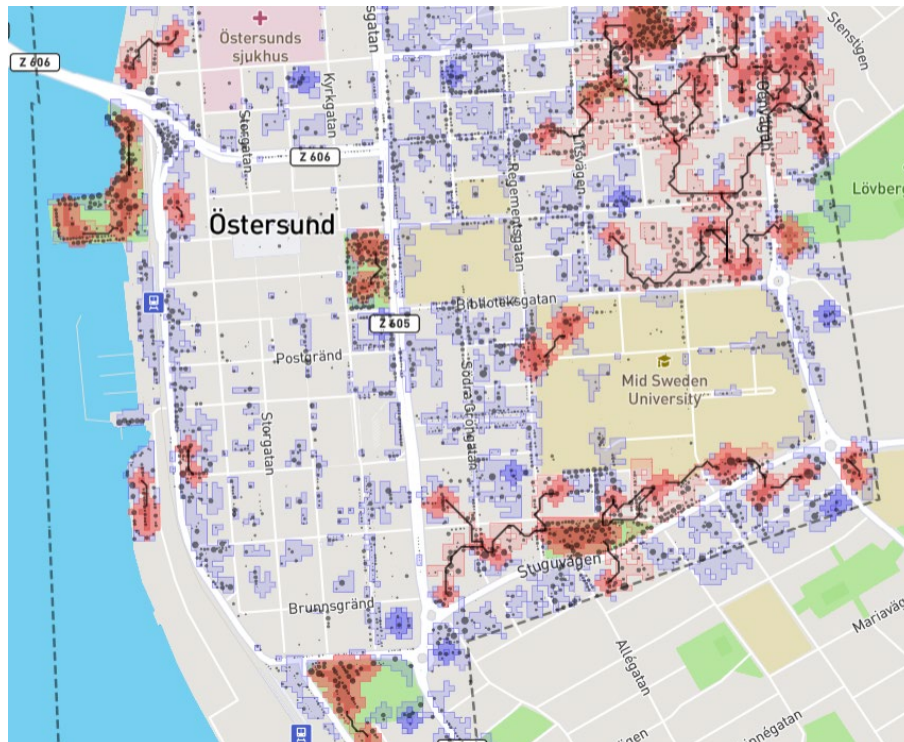 Z 606
Östersunds
sjukhus
Kyrkgatan
Storgatan
Stenstigen
Z 606
Regementsgatan
Lövberg
Östersund
Biblioteksgatan
Z 605
Postgränd
Mid Sweden
University
Storgatan
Södra Gröngatan
Stuguvägen
Brunnsgränd
Allégatan
Mariaväg